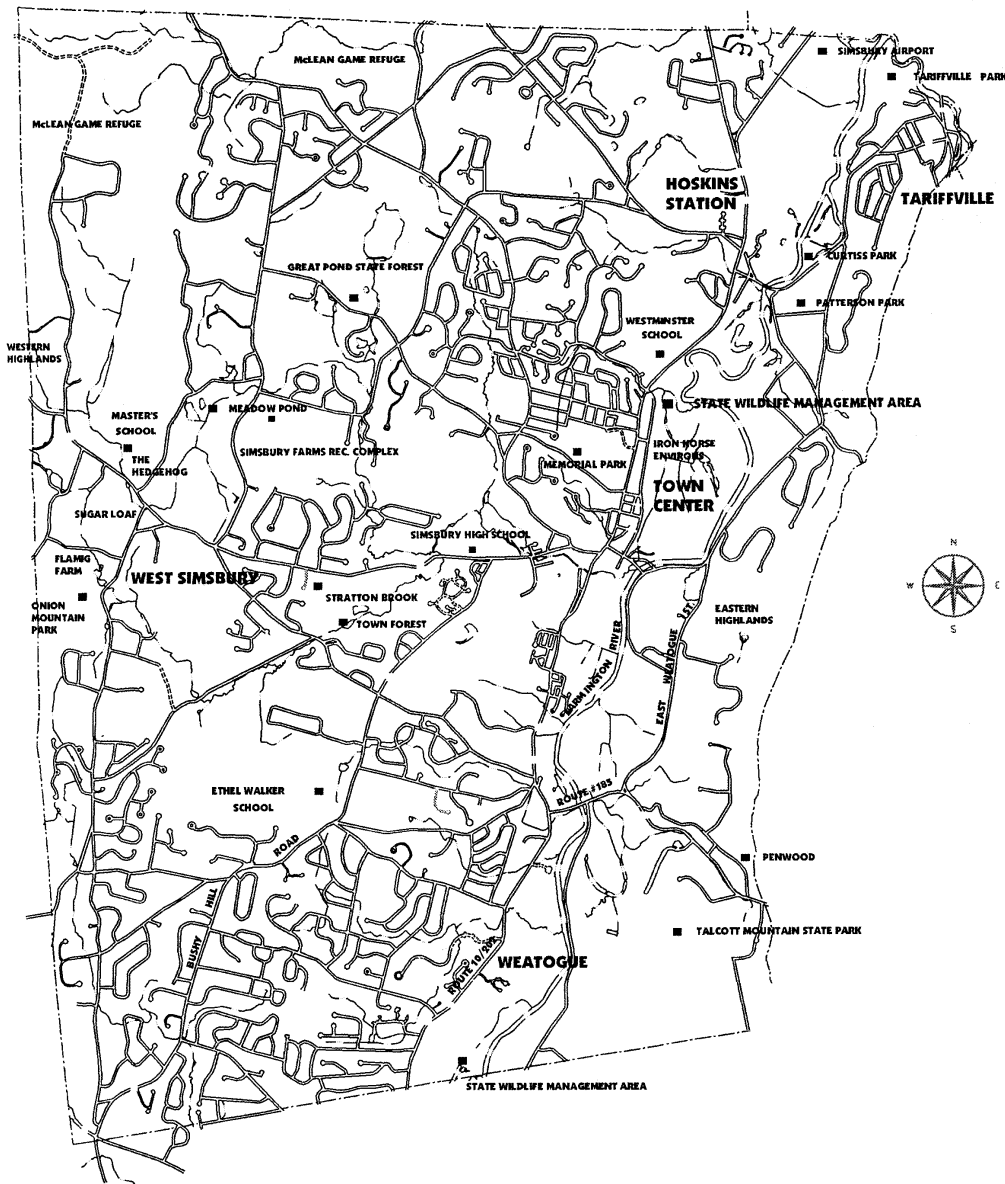 SIMSBURY AIRPORT
McLEAN GAME REFUGE
TARIFFVILLE PARK
McLEAN GAME REFUGE
HOSKINS
STATION
TARIFFVILLE
CURTISS PARK
GREAT POND STATE FOREST
PATTERSON PARK
WESTMINSTER
SCHOOL
WESTERN
HIGHLANDS
STATE WILDLIFE MANAGEMENT AREA
MEADOW POND
MASTER'S
SCHOOL
SIMSBURY FARMS REC. COMPLEX
IRON HORSE
ENVIRONS
THE
HEDGEHOG
MEMORIAL PARK
TOWN
CENTER
SUGAR LOAF
SIMSBURY HIGH SCHOOL
N
W
E
S
FLAMIG
FARM
WEST SIMSBURY
STRATTON BROOK
ONION
MOUNTAIN
PARK
TOWN FOREST
EASTERN
HIGHLANDS
EAST WEATOGUE ST.
FARMINGTON RIVER
ETHEL WALKER
SCHOOL
ROUTE #185
BUSHY HILL ROAD
PENWOOD
TALCOTT MOUNTAIN STATE PARK
WEATOGUE
ROUTE 10/202
STATE WILDLIFE MANAGEMENT AREA